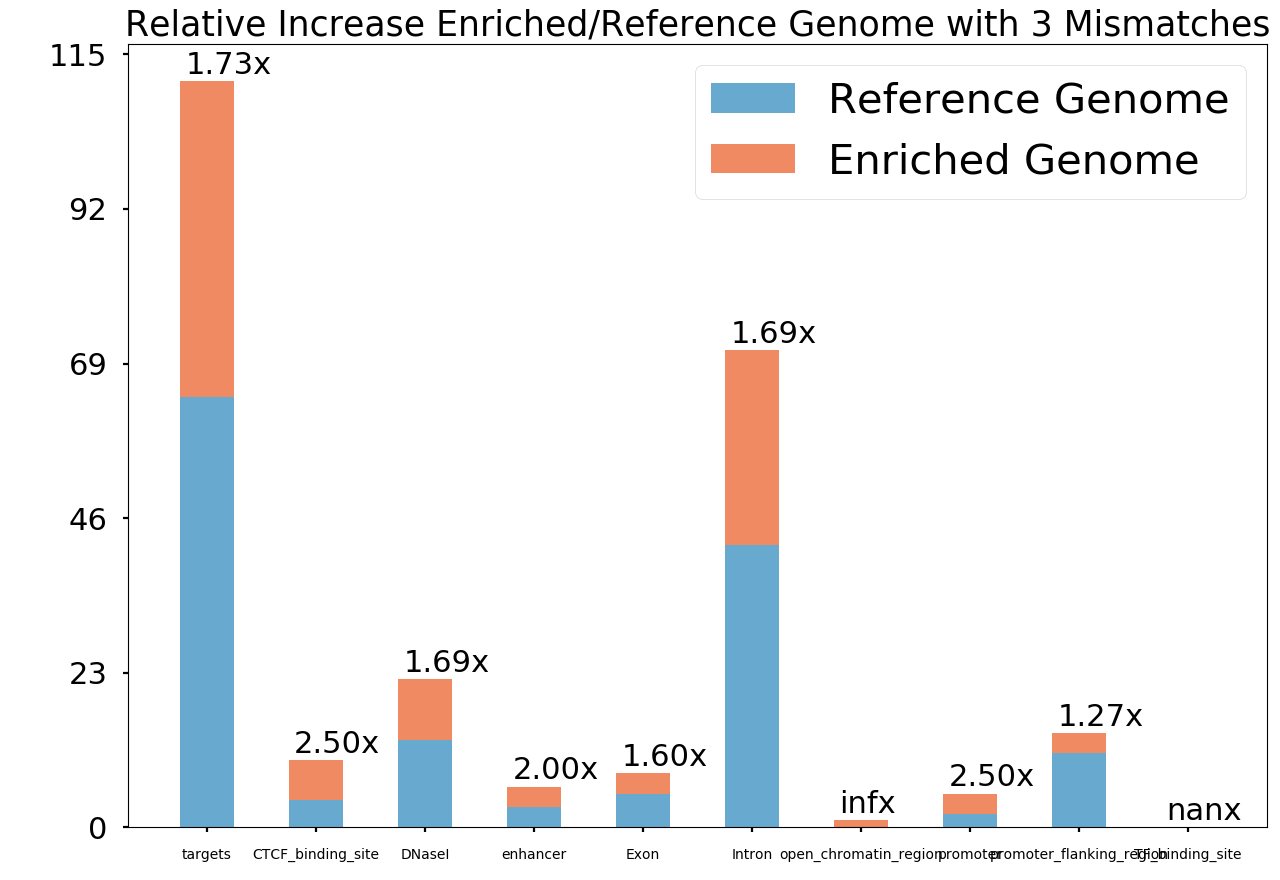 Relative Increase Enriched/Reference Genome with 3 Mismatches
115
92
69
46
23
0
Reference Genome
Enriched Genome
1.73x
2.50x
1.69x
2.00x
1.60x
1.69x
infx
2.50x
1.27x
nanx
targets
CTCF_binding_site
DNaseI
enhancer
Exon
Intron
open_chromatin_region
promoter
promoter_flanking_region
TF_binding_site